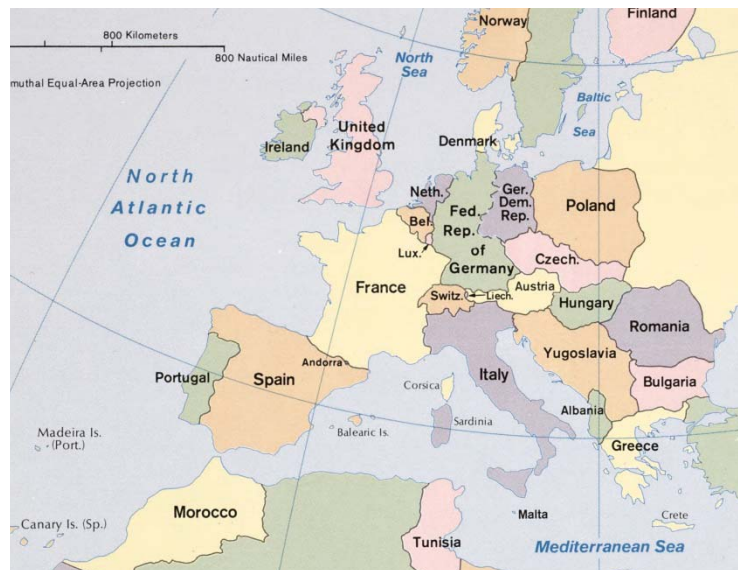 800 Kilometers
800 Nautical Miles
muthal Equal-Area Projection
Norway
Finland
North
Sea
Baltic
Sea
United
Kingdom
Ireland
Denmark
North
Atlantic
Ocean
Neth.
Ger.
Dem.
Rep.
Poland
Bel.
Fed.
Rep.
of
Germany
Lux.
Czech.
France
Switz.
Liech.
Austria
Hungary
Romania
Yugoslavia
Andorra
Portugal
Spain
Italy
Corsica
Bulgaria
Albania
Sardinia
Balearic Is.
Greece
Madeira Is.
(Port.)
Morocco
Canary Is. (Sp.)
Malta
Crete
Tunisia
Mediterranean Sea